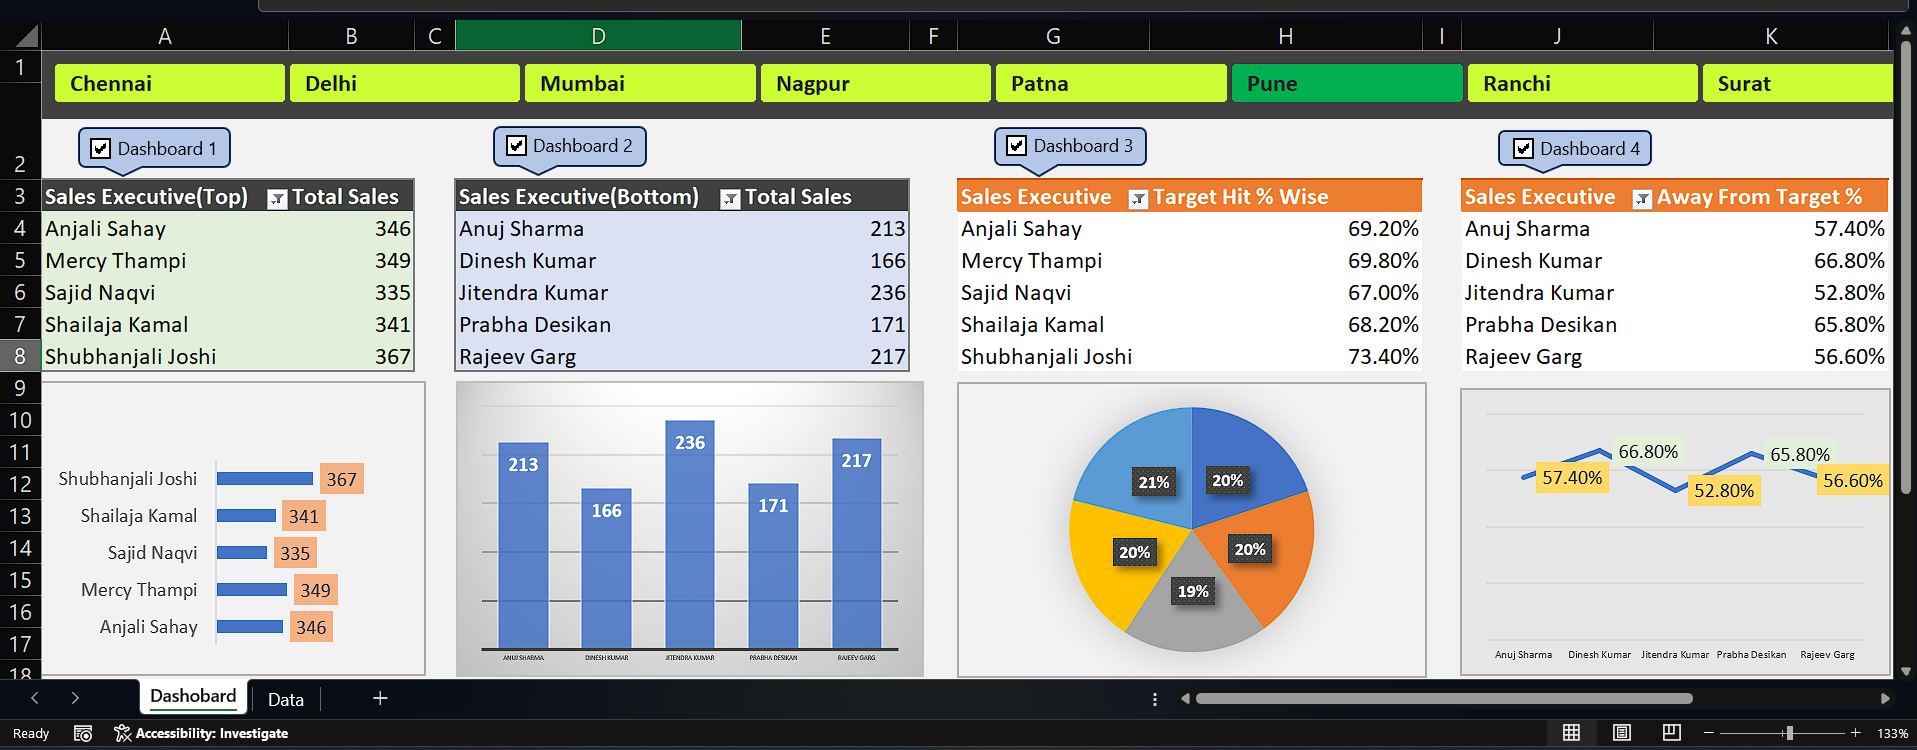 A B C D E F G H I J K
1
Chennai Delhi Mumbai Nagpur Patna Pune Ranchi Surat
2
Dashboard 1 Dashboard 2 Dashboard 3 Dashboard 4
3 Sales Executive(Top) Total Sales Sales Executive(Bottom) Total Sales Sales Executive Target Hit % Wise Sales Executive Away From Target %
4 Anjali Sahay 346 Anuj Sharma 213 Anjali Sahay 69.20% Anuj Sharma 57.40%
5 Mercy Thampi 349 Dinesh Kumar 166 Mercy Thampi 69.80% Dinesh Kumar 66.80%
6 Sajid Naqvi 335 Jitendra Kumar 236 Sajid Naqvi 67.00% Jitendra Kumar 52.80%
7 Shailaja Kamal 341 Prabha Desikan 171 Shailaja Kamal 68.20% Prabha Desikan 65.80%
8 Shubhanjali Joshi 367 Rajeev Garg 217 Shubhanjali Joshi 73.40% Rajeev Garg 56.60%
9
10
11
12
13
14
15
16
17
18
Shubhanjali Joshi 367
Shailaja Kamal 341
Sajid Naqvi 335
Mercy Thampi 349
Anjali Sahay 346
213 166 236 171 217
ANUJ SHARMA DINESH KUMAR JITENDRA KUMAR PRABHA DESIKAN RAJEEV GARG
21% 20%
20% 20%
19%
57.40% 66.80% 52.80% 65.80% 56.60%
Anuj Sharma Dinesh Kumar Jitendra Kumar Prabha Desikan Rajeev Garg
Dashobard Data
Ready Accessibility: Investigate 133%